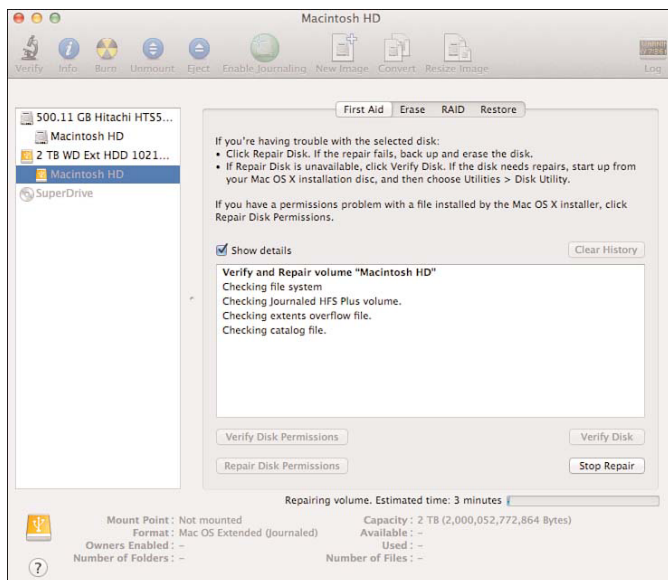 Macintosh HD
Verify Info Burn Unmount Eject Enable Journaling New Image Convert Resize Image Log
500.11 GB Hitachi HTS5...
Macintosh HD
2 TB WD Ext HDD 1021...
Macintosh HD
SuperDrive
First Aid Erase RAID Restore
If you're having trouble with the selected disk:
• Click Repair Disk. If the repair fails, back up and erase the disk.
• If Repair Disk is unavailable, click Verify Disk. If the disk needs repairs, start up from
your Mac OS X installation disc, and then choose Utilities > Disk Utility.
If you have a permissions problem with a file installed by the Mac OS X installer, click
Repair Disk Permissions.
Show details
Clear History
Verify and Repair volume "Macintosh HD"
Checking file system
Checking Journaled HFS Plus volume.
Checking extents overflow file.
Checking catalog file.
Verify Disk Permissions Verify Disk
Repair Disk Permissions Stop Repair
Repairing volume. Estimated time: 3 minutes
Mount Point : Not mounted Capacity : 2 TB (2,000,052,772,864 Bytes)
Format : Mac OS Extended (Journaled) Available : –
Owners Enabled : – Used : –
Number of Folders : – Number of Files : –
?